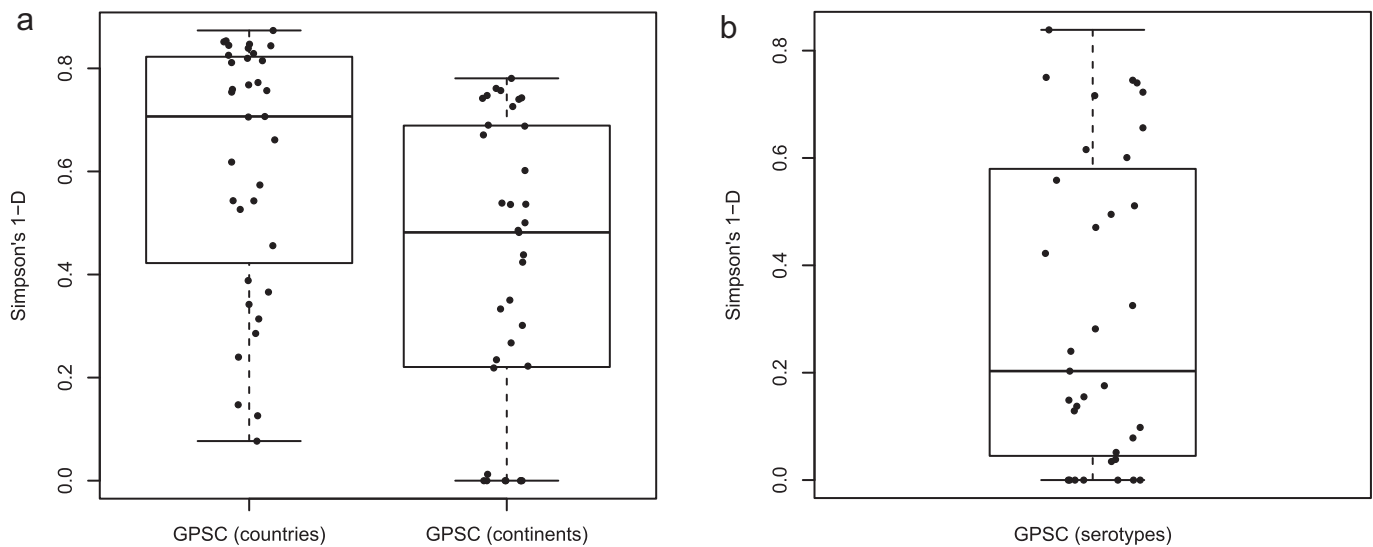 a
Simpson's 1−D
0.8
0.6
0.4
0.2
0.0
GPSC (countries)
GPSC (continents)
b
Simpson's 1−D
0.8
0.6
0.4
0.2
0.0
GPSC (serotypes)